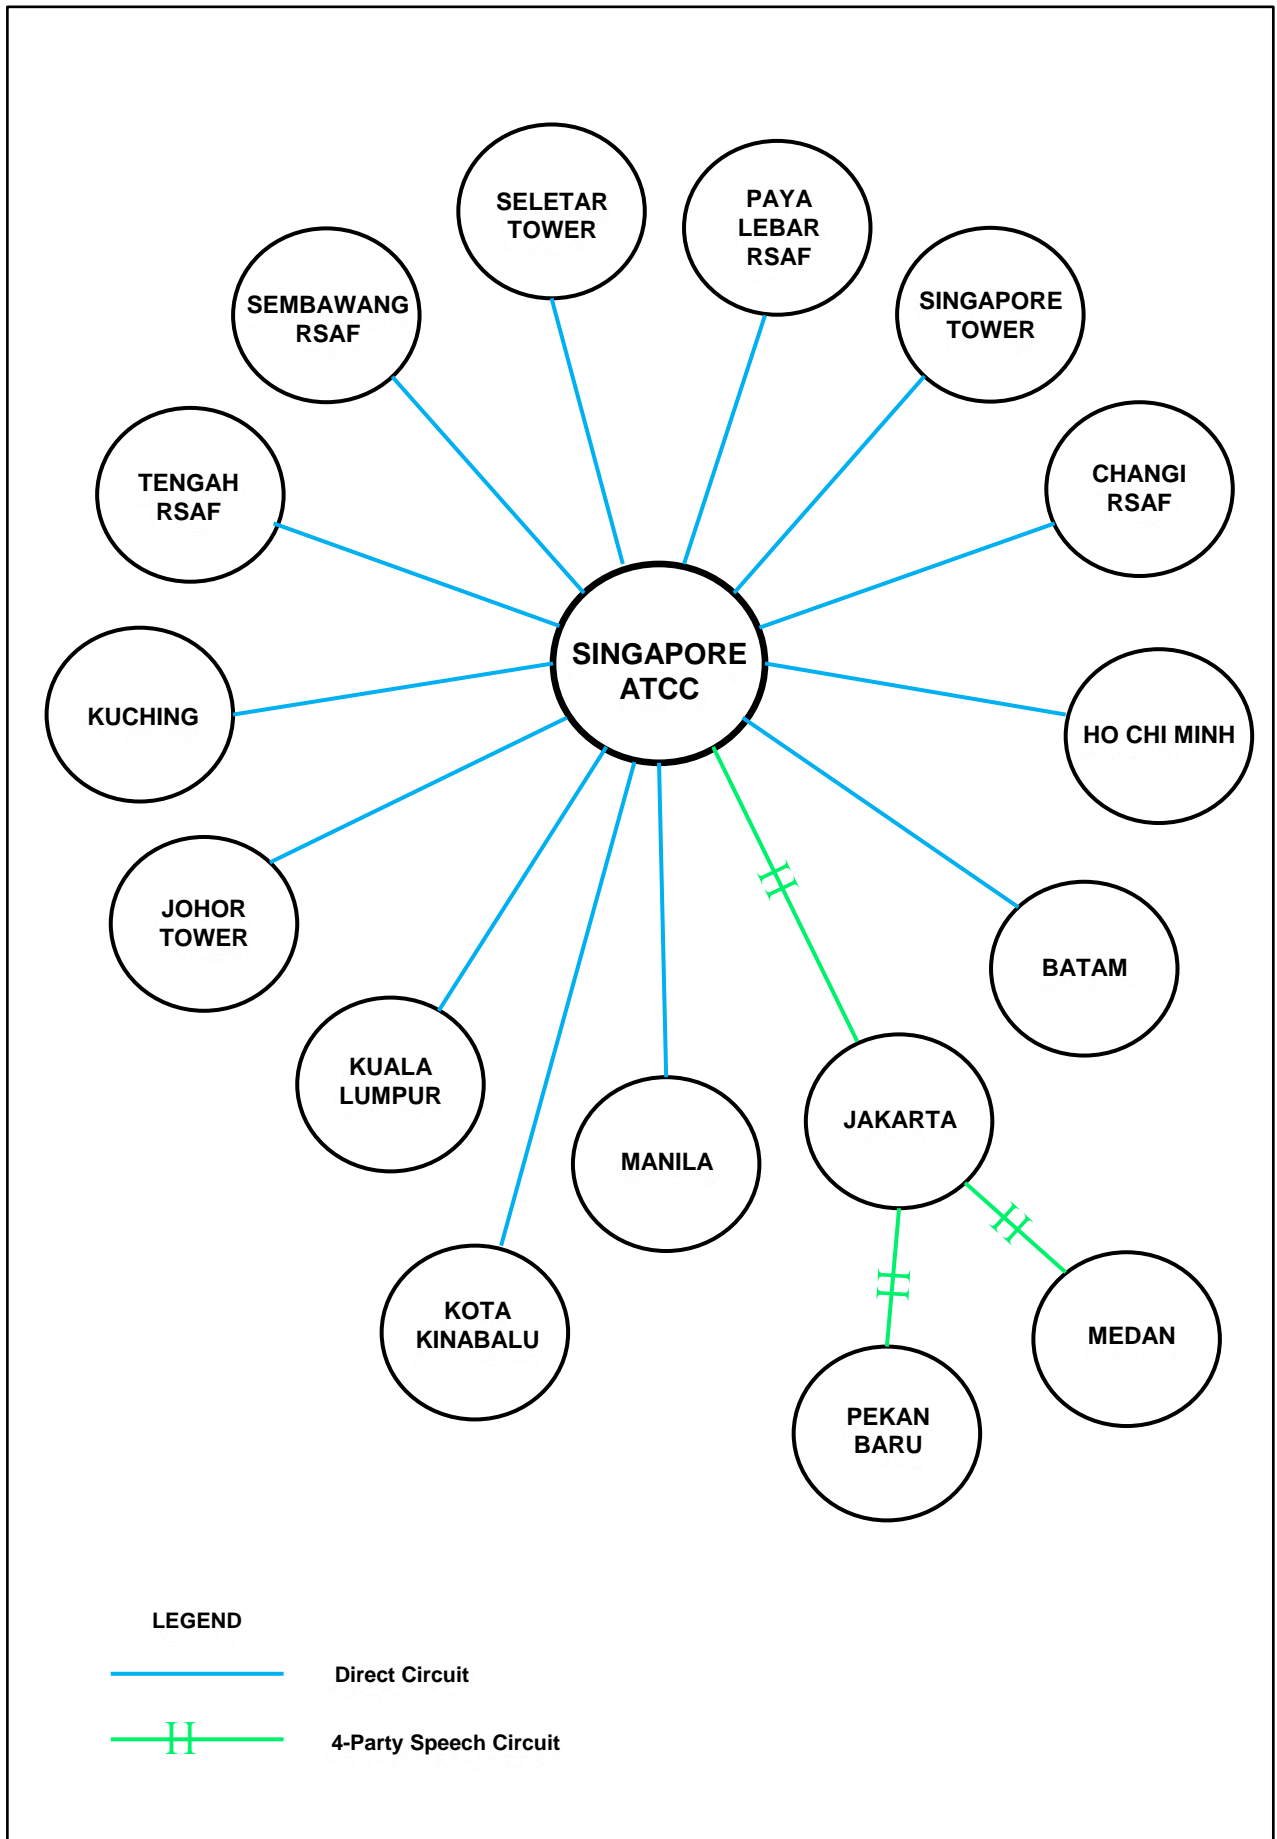 SELETAR
TOWER
PAYA
LEBAR
RSAF
SEMBAWANG
RSAF
SINGAPORE
TOWER
TENGAH
RSAF
CHANGI
RSAF
SINGAPORE
ATCC
KUCHING
HO CHI MINH
JOHOR
TOWER
BATAM
KUALA
LUMPUR
MANILA
JAKARTA
KOTA
KINABALU
MEDAN
PEKAN
BARU
LEGEND
Direct Circuit
4-Party Speech Circuit